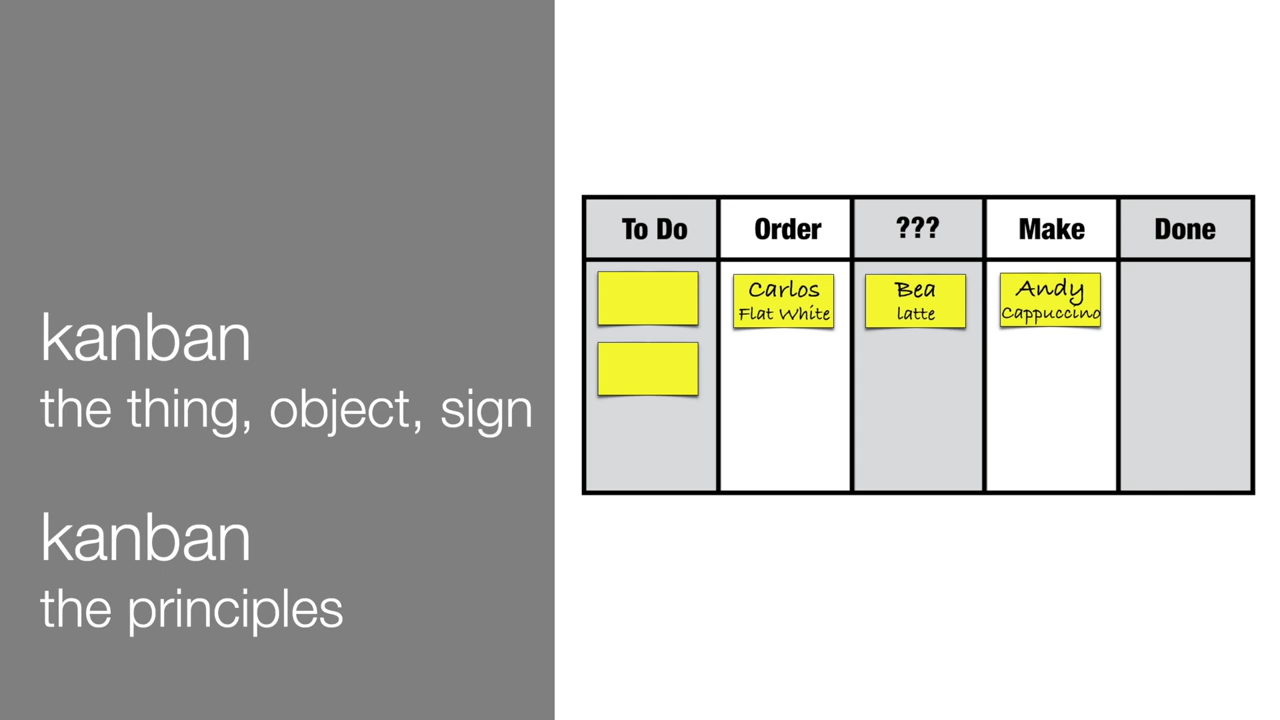 kanban
the thing, object, sign
kanban
the principles
To Do Order ??? Make Done
Carlos
Flat White
Bea
latte
Andy
Cappuccino